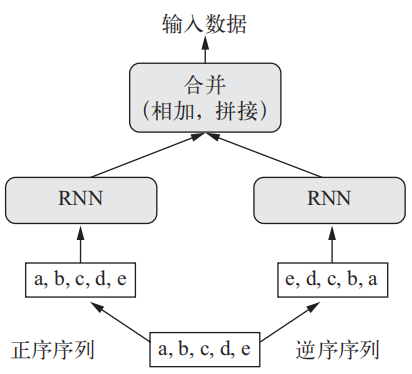 输入数据
合并
(相加，拼接)
RNN
RNN
a, b, c, d, e
e, d, c, b, a
正序序列
a, b, c, d, e
逆序序列